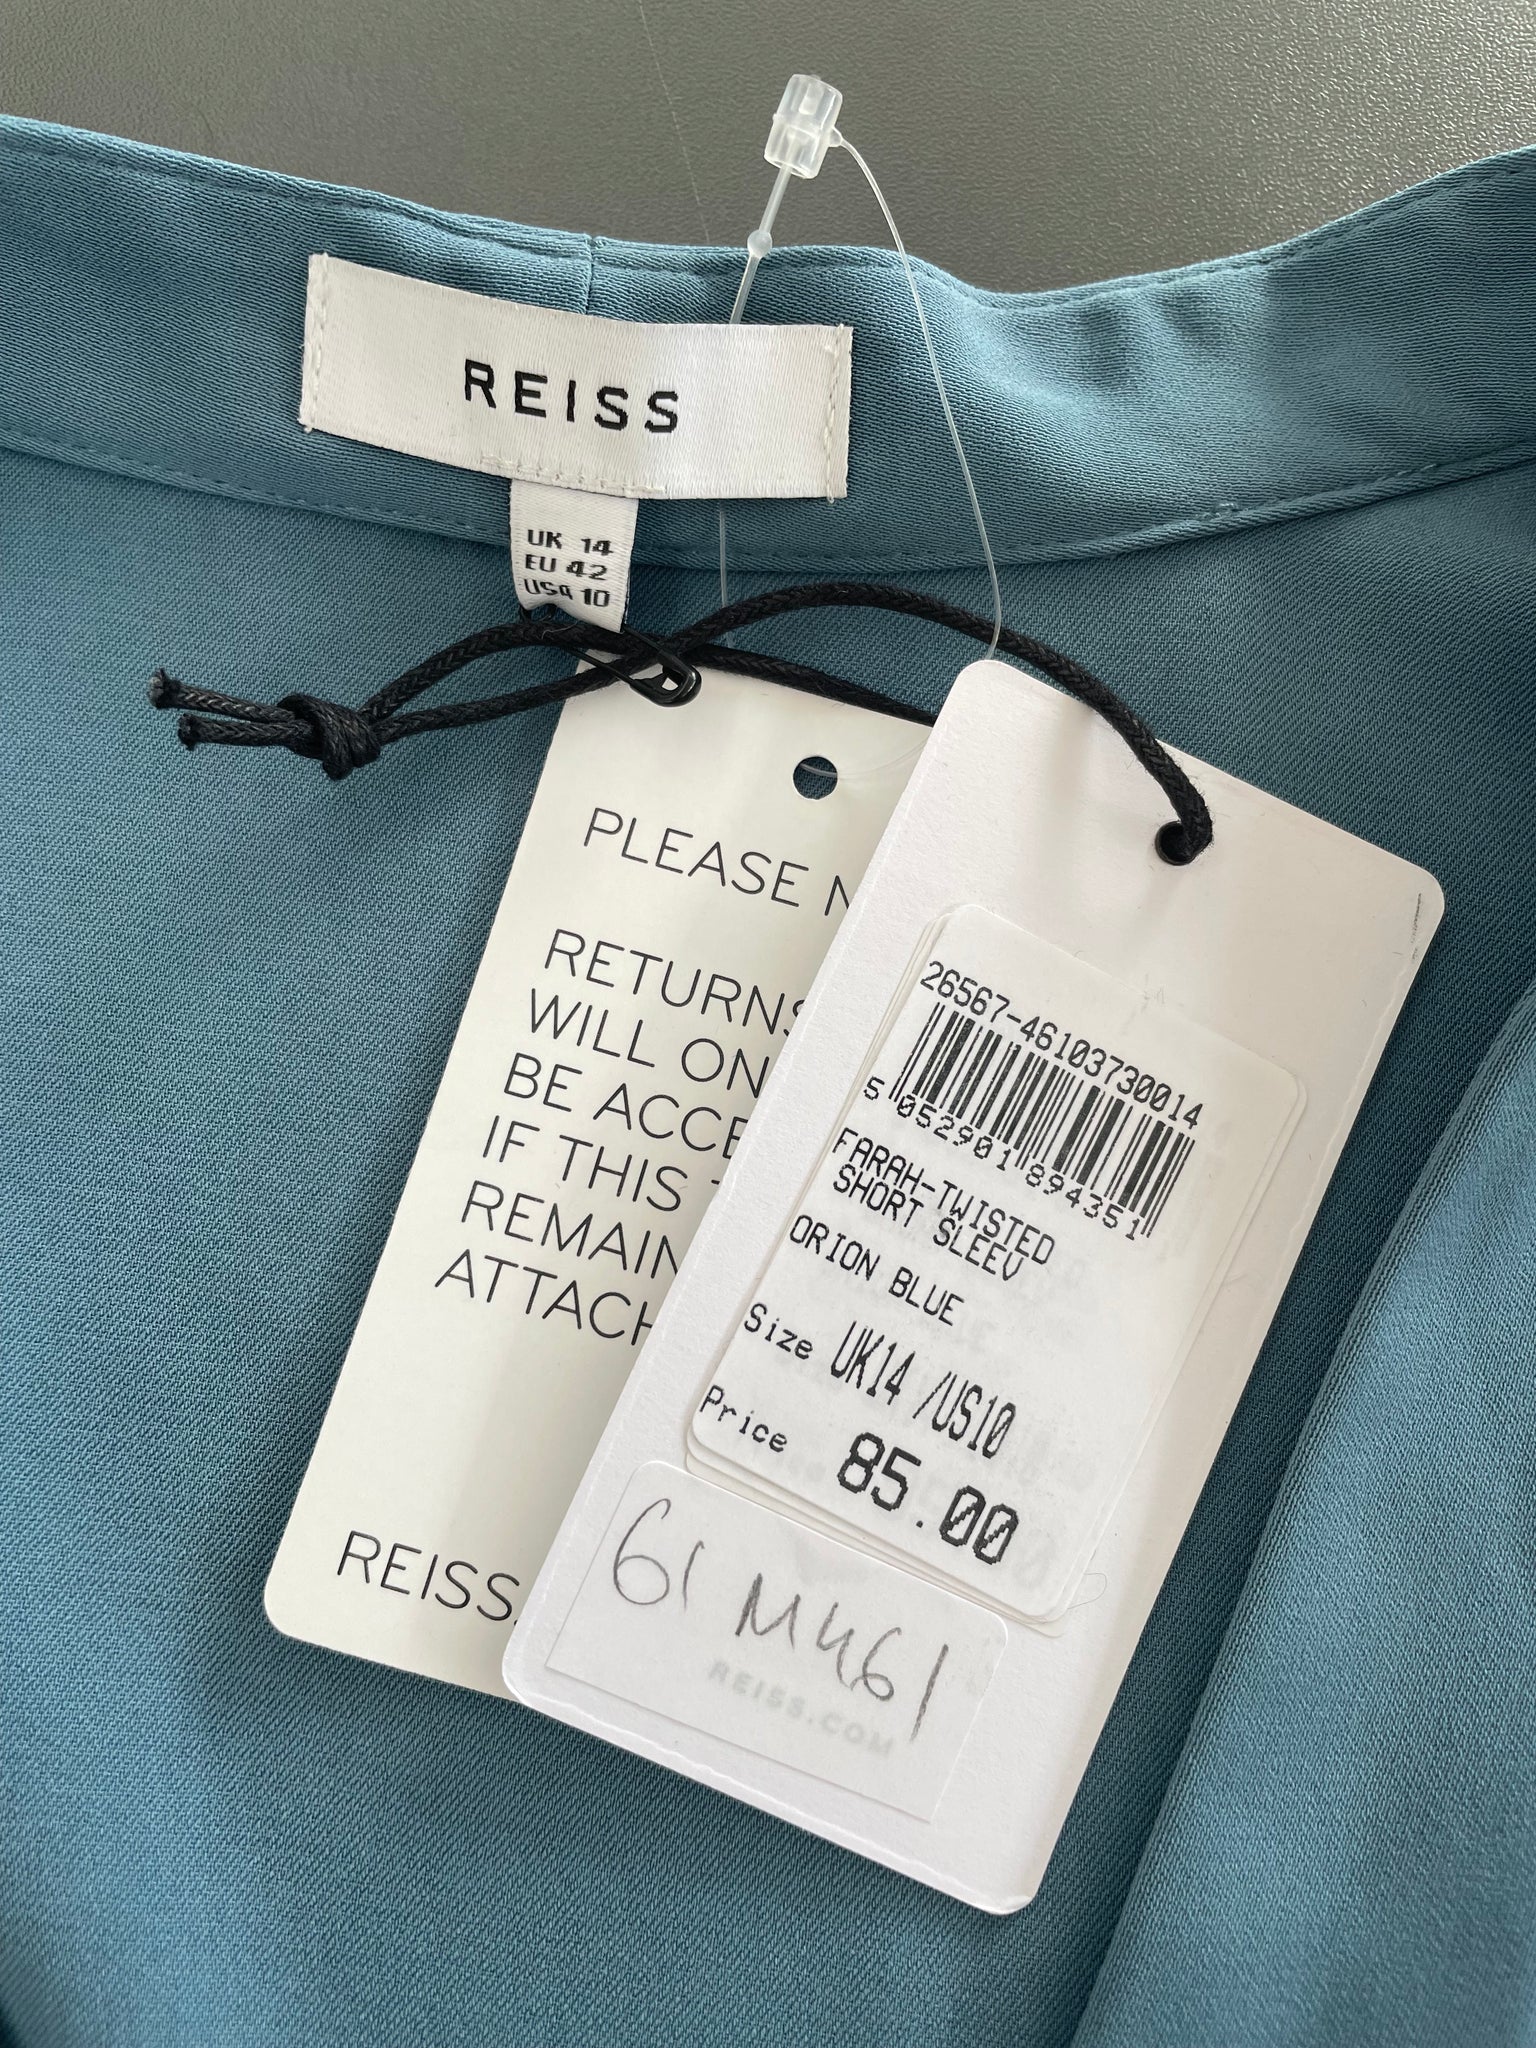 REISS
UK 14
EU 42
USA 10
PLEASE N
RETURNS
WILL ON
BE ACCE
IF THIS
REMAIN
ATTACH
REISS.
26567-46103730014
5 052901 894351
FARAH-TWISTED
SHORT SLEEV
ORION BLUE
Size UK14 /US10
Price 85.00
61 M461
REISS.COM